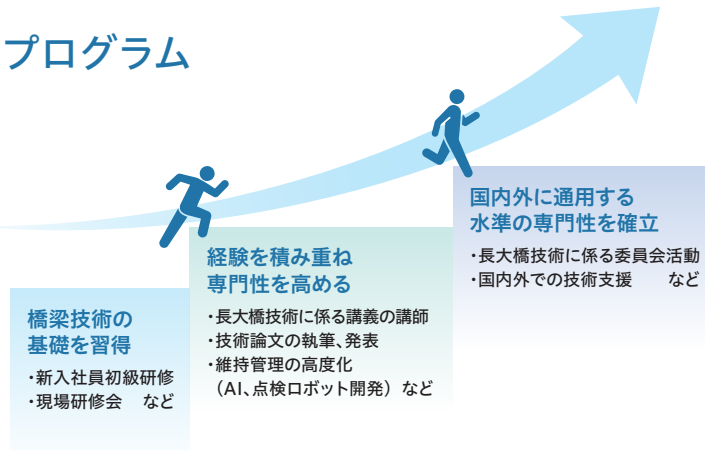 プログラム
橋梁技術の
基礎を習得
・新入社員初級研修
・現場研修会　など
経験を積み重ね
専門性を高める
・長大橋技術に係る講義の講師
・技術論文の執筆、発表
・維持管理の高度化
（AI、点検ロボット開発）など
国内外に通用する
水準の専門性を確立
・長大橋技術に係る委員会活動
・国内外での技術支援　　など